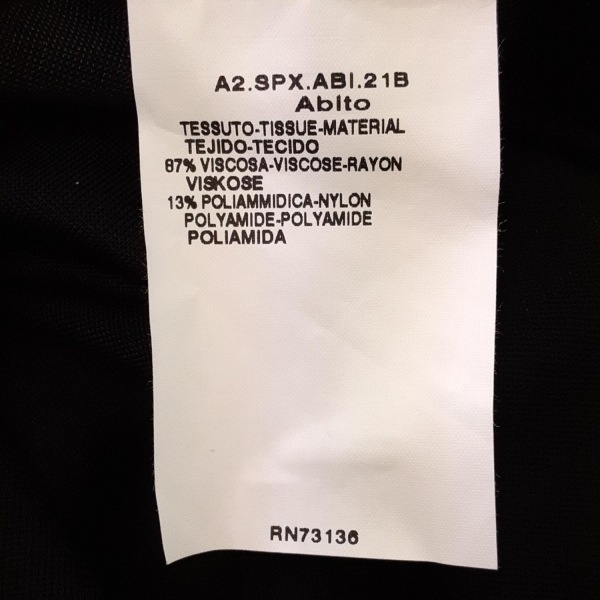 A2.SPX.ABI.21B
Abito
TESSUTO-TISSUE-MATERIAL
TEJIDO-TECIDO
87% VISCOSA-VISCOSE-RAYON
VISKOSE
13% POLIAMMIDICA-NYLON
POLYAMIDE-POLYAMIDE
POLIAMIDA
RN73136